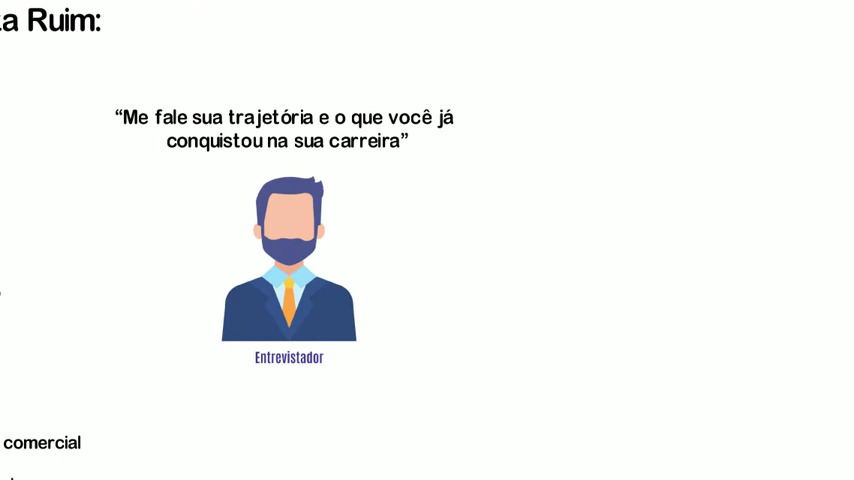 a Ruim:
“Me fale sua trajetória e o que você já
conquistou na sua carreira”
Entrevistador
comercial